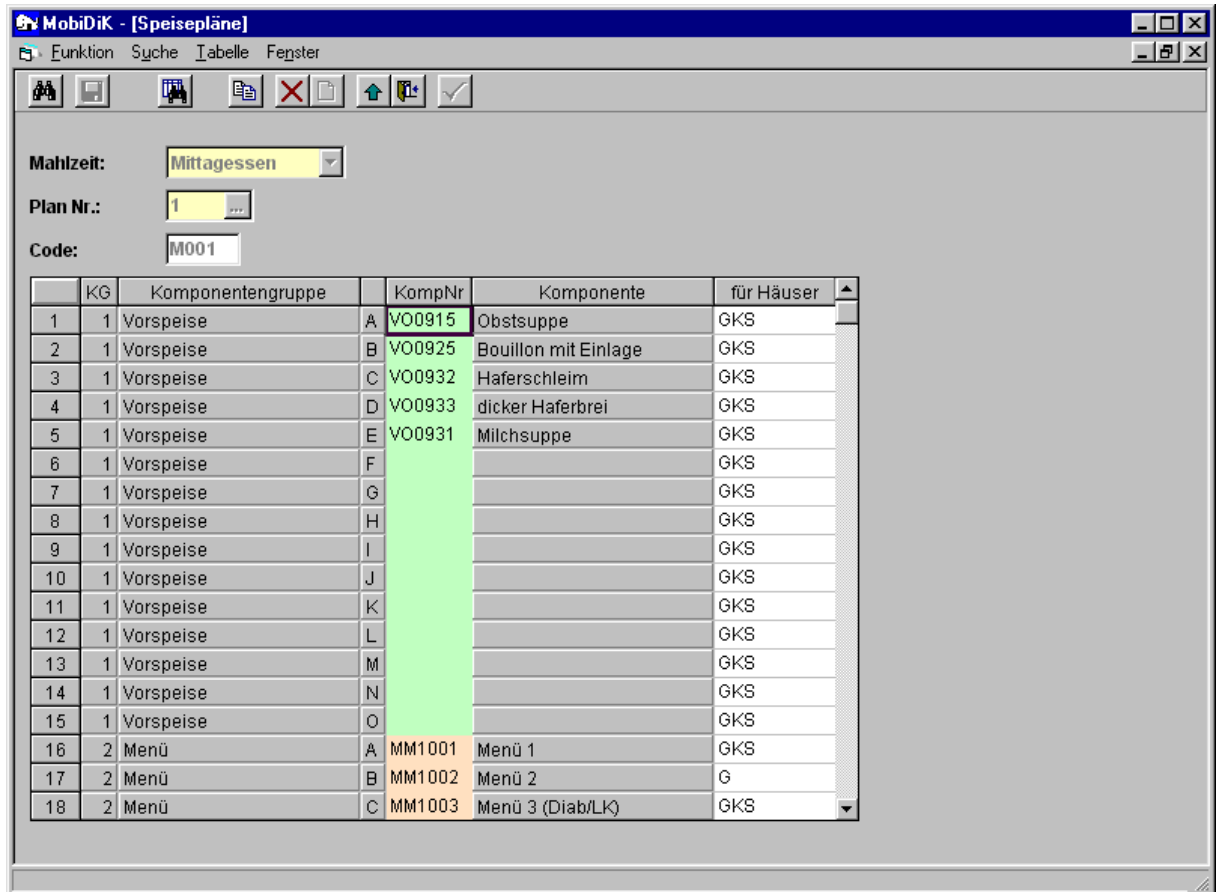 MobiDiK - [Speisepläne]
Funktion Suche Tabelle Fenster
Mahlzeit: Mittagessen
Plan Nr.: 1 ...
Code: M001
KG Komponentengruppe KompNr Komponente für Häuser
1 1 Vorspeise A VO0915 Obstsuppe GKS
2 1 Vorspeise B VO0925 Bouillon mit Einlage GKS
3 1 Vorspeise C VO0932 Haferschleim GKS
4 1 Vorspeise D VO0933 dicker Haferbrei GKS
5 1 Vorspeise E VO0931 Milchsuppe GKS
6 1 Vorspeise F GKS
7 1 Vorspeise G GKS
8 1 Vorspeise H GKS
9 1 Vorspeise I GKS
10 1 Vorspeise J GKS
11 1 Vorspeise K GKS
12 1 Vorspeise L GKS
13 1 Vorspeise M GKS
14 1 Vorspeise N GKS
15 1 Vorspeise O GKS
16 2 Menü A MM1001 Menü 1 GKS
17 2 Menü B MM1002 Menü 2 G
18 2 Menü C MM1003 Menü 3 (Diab/LK) GKS